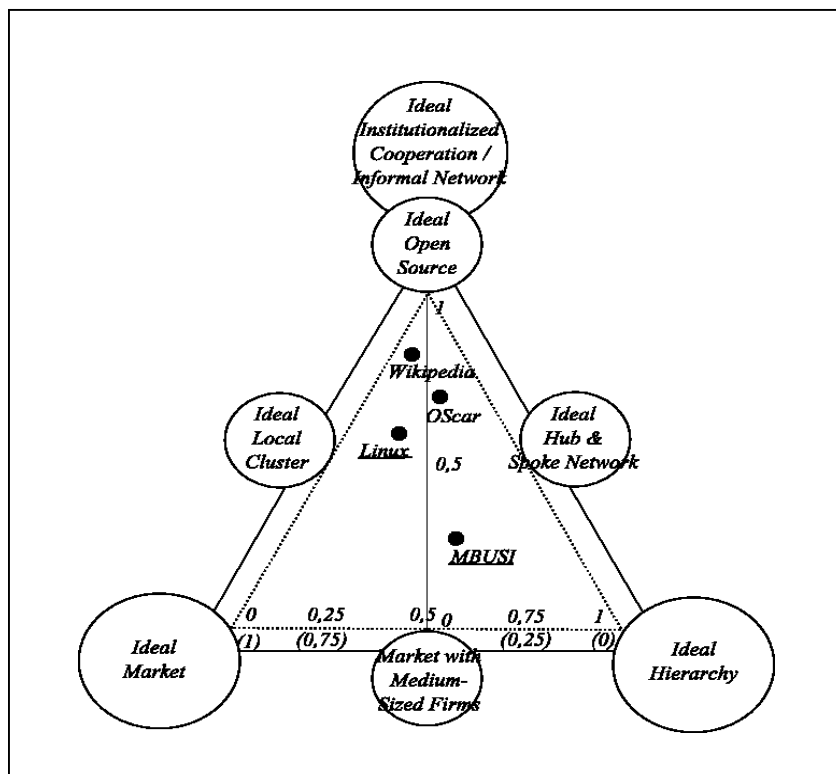 Ideal
Institutionalized
Cooperation /
Informal Network
Ideal
Open
Source
1
Wikipedia
OScar
Ideal
Local
Cluster
Ideal
Hub &
Spoke Network
Linux
0,5
MBUSI
0 0,25 0,5 0 0,75 1
(1) (0,75) (0,25) (0)
Ideal
Market
Market with
Medium-
Sized Firms
Ideal
Hierarchy